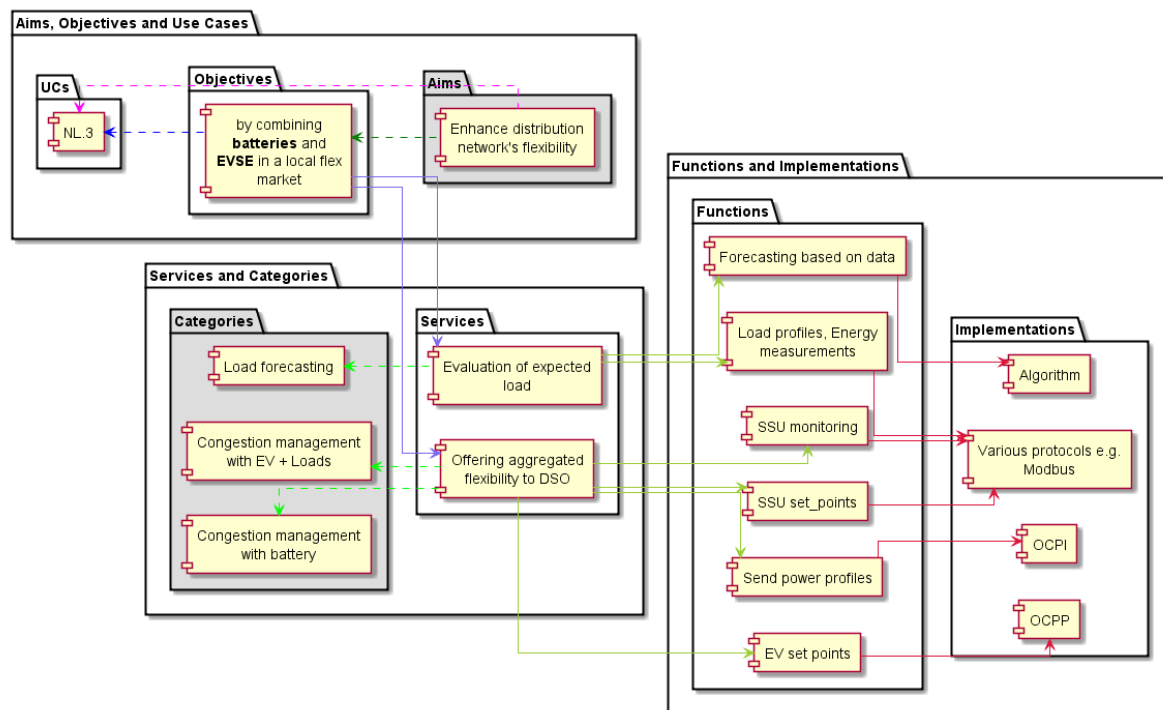 Aims, Objectives and Use Cases
UCs
NL.3
Objectives
by combining
batteries and
EVSE in a local flex
market
Aims
Enhance distribution
network's flexibility
Services and Categories
Categories
Load forecasting
Congestion management
with EV + Loads
Congestion management
with battery
Services
Evaluation of expected
load
Offering aggregated
flexibility to DSO
Functions and Implementations
Functions
Forecasting based on data
Load profiles, Energy
measurements
SSU monitoring
SSU set_points
Send power profiles
EV set points
Implementations
Algorithm
Various protocols e.g.
Modbus
OCPI
OCPP